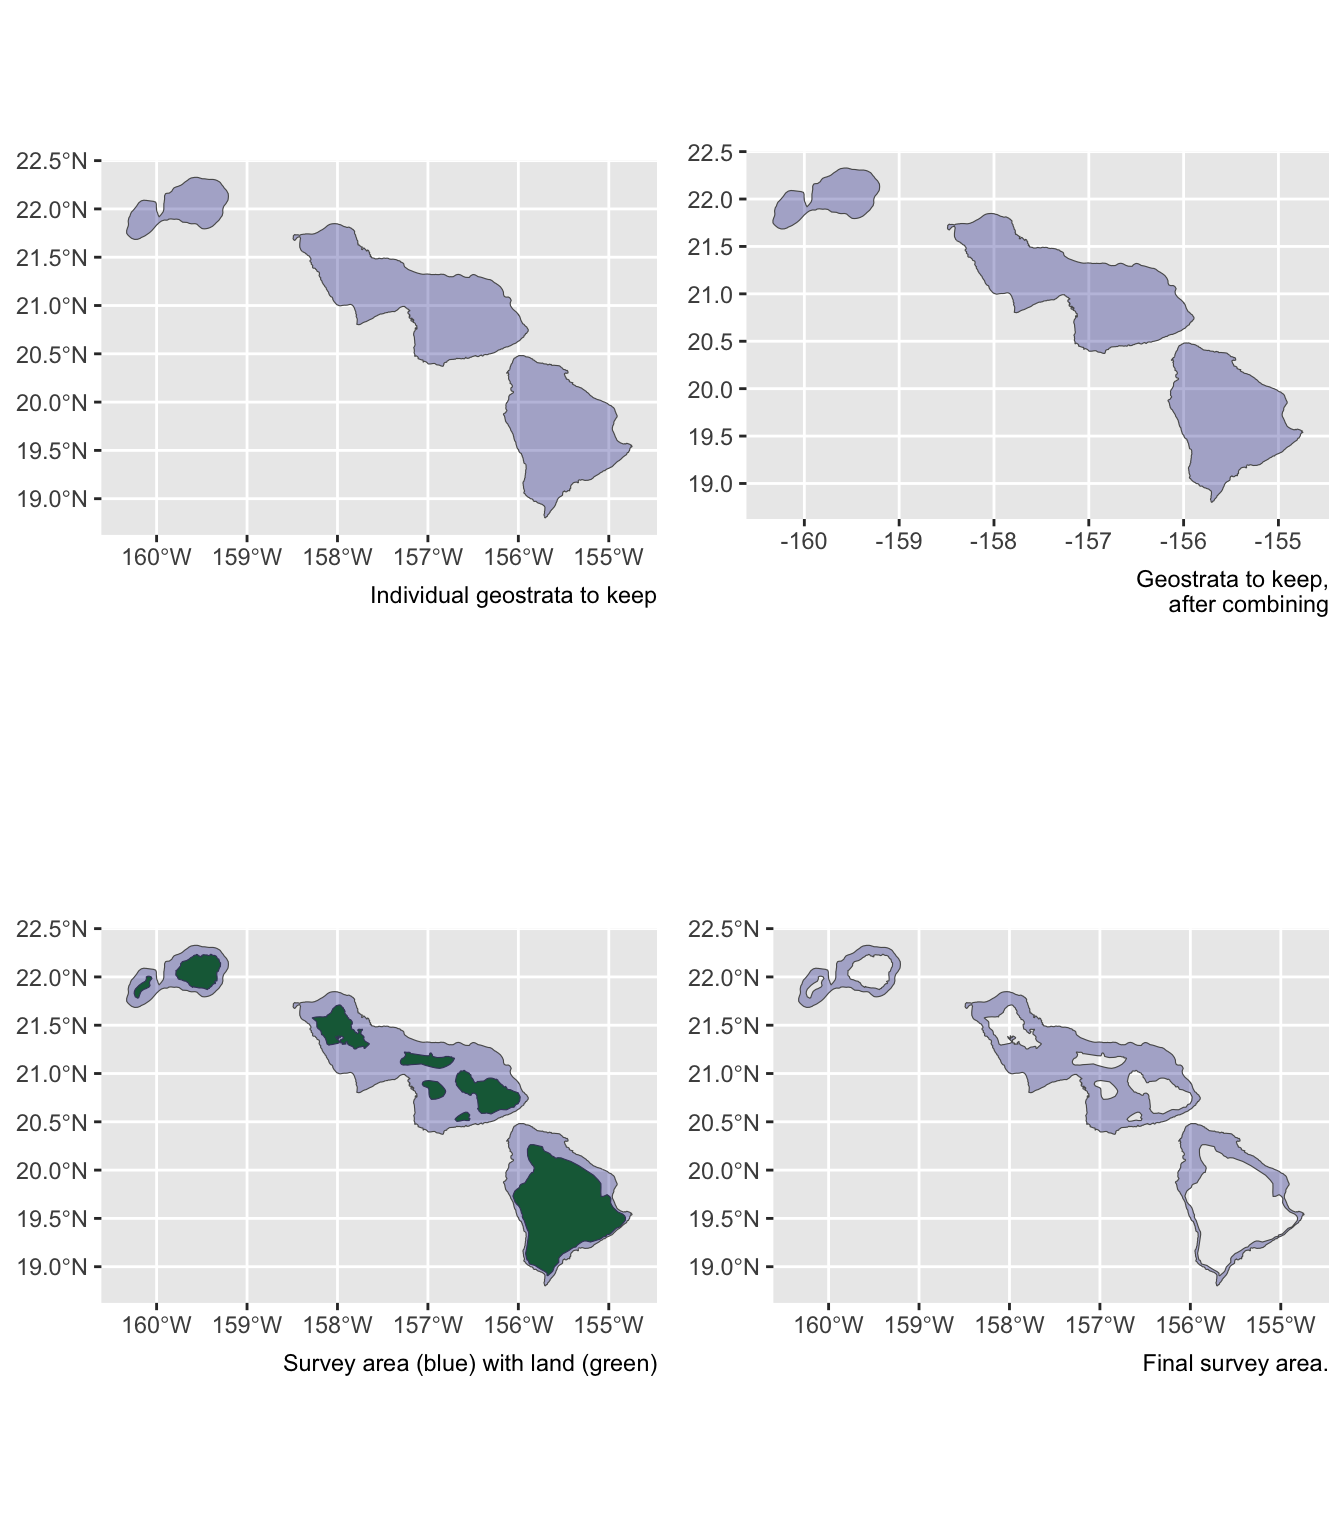 22.5°N
22.0°N
21.5°N
21.0°N
20.5°N
20.0°N
19.5°N
19.0°N
160°W 159°W 158°W 157°W 156°W 155°W
Individual geostrata to keep
22.5
22.0
21.5
21.0
20.5
20.0
19.5
19.0
-160 -159 -158 -157 -156 -155
Geostrata to keep,
after combining
22.5°N
22.0°N
21.5°N
21.0°N
20.5°N
20.0°N
19.5°N
19.0°N
160°W 159°W 158°W 157°W 156°W 155°W
Survey area (blue) with land (green)
22.5°N
22.0°N
21.5°N
21.0°N
20.5°N
20.0°N
19.5°N
19.0°N
160°W 159°W 158°W 157°W 156°W 155°W
Final survey area.